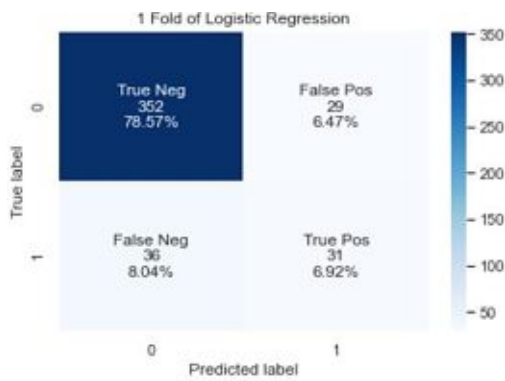 1 Fold of Logistic Regression
True label
0
1
True Neg
352
78.57%
False Pos
29
6.47%
False Neg
36
8.04%
True Pos
31
6.92%
0
1
Predicted label
350
300
250
200
150
100
50